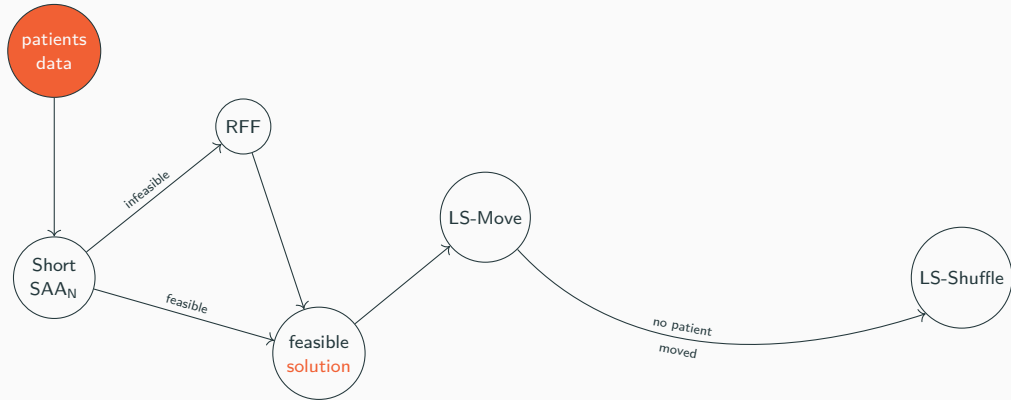 patients
data
RFF
infeasible
LS-Move
Short
SAA_N
LS-Shuffle
feasible
no patient
moved
feasible
solution